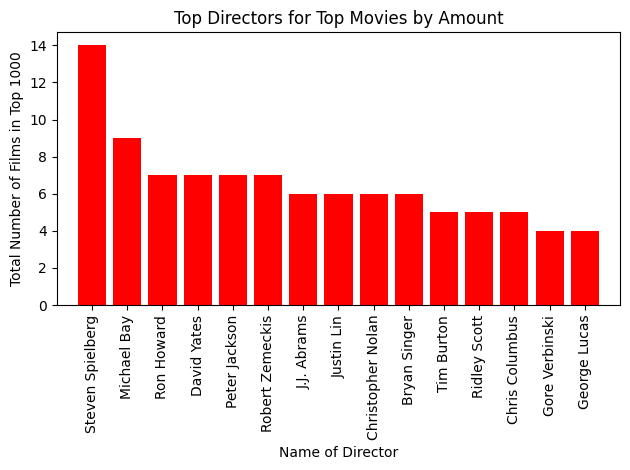 Top Directors for Top Movies by Amount
Total Number of Films in Top 1000
14
12
10
8
6
4
2
0
Steven Spielberg
Michael Bay
Ron Howard
David Yates
Peter Jackson
Robert Zemeckis
J.J. Abrams
Justin Lin
Christopher Nolan
Bryan Singer
Tim Burton
Ridley Scott
Chris Columbus
Gore Verbinski
George Lucas
Name of Director